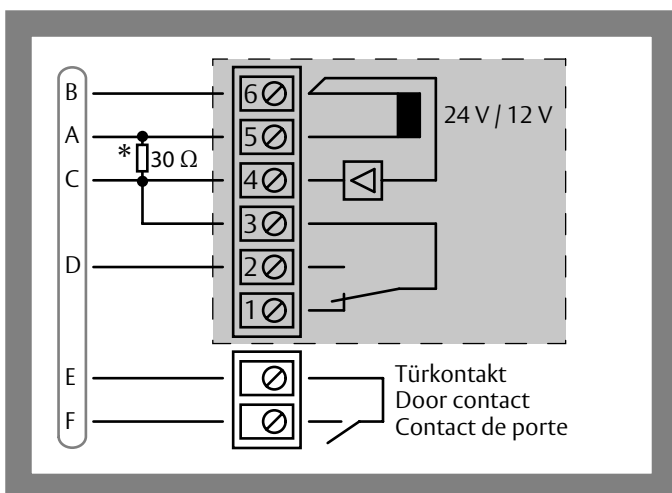 B
6
24 V / 12 V
A
5
* 30 Ω
C
4
3
D
2
1
E
Türkontakt
Door contact
F
Contact de porte